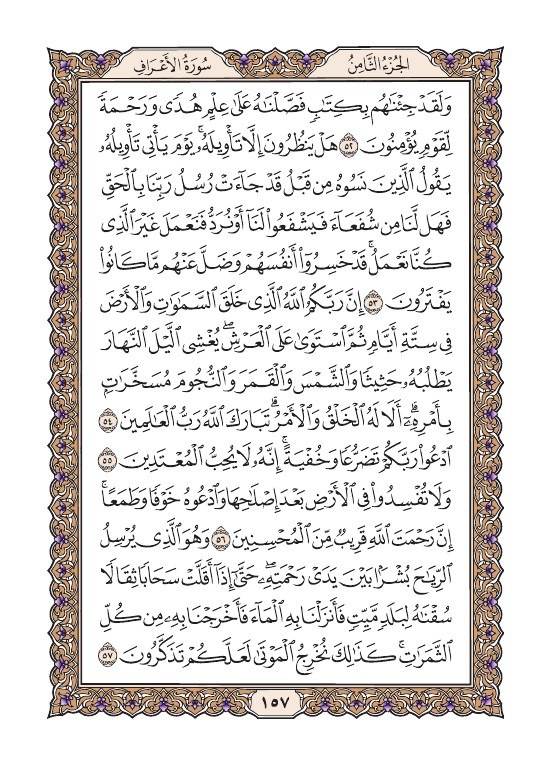 الجُزْءُ الثَّامِنُ
سُورَةُ الأَعْرَافِ
وَلَقَدْ جِئْنَٰهُم بِكِتَٰبٍ فَصَّلْنَٰهُ عَلَىٰ عِلْمٍ هُدًى وَرَحْمَةً
لِّقَوْمٍ يُؤْمِنُونَ ٥٢ هَلْ يَنظُرُونَ إِلَّا تَأْوِيلَهُۥۚ يَوْمَ يَأْتِى تَأْوِيلُهُۥ
يَقُولُ ٱلَّذِينَ نَسُوهُ مِن قَبْلُ قَدْ جَآءَتْ رُسُلُ رَبِّنَا بِٱلْحَقِّ
فَهَل لَّنَا مِن شُفَعَآءَ فَيَشْفَعُوا۟ لَنَآ أَوْ نُرَدُّ فَنَعْمَلَ غَيْرَ ٱلَّذِى
كُنَّا نَعْمَلُۚ قَدْ خَسِرُوٓا۟ أَنفُسَهُمْ وَضَلَّ عَنْهُم مَّا كَانُوا۟
يَفْتَرُونَ ٥٣ إِنَّ رَبَّكُمُ ٱللَّهُ ٱلَّذِى خَلَقَ ٱلسَّمَٰوَٰتِ وَٱلْأَرْضَ
فِى سِتَّةِ أَيَّامٍ ثُمَّ ٱسْتَوَىٰ عَلَى ٱلْعَرْشِۖ يُغْشِى ٱلَّيْلَ ٱلنَّهَارَ
يَطْلُبُهُۥ حَثِيثًا وَٱلشَّمْسَ وَٱلْقَمَرَ وَٱلنُّجُومَ مُسَخَّرَٰتٍۭ
بِأَمْرِهِۦٓۗ أَلَا لَهُ ٱلْخَلْقُ وَٱلْأَمْرُۗ تَبَارَكَ ٱللَّهُ رَبُّ ٱلْعَٰلَمِينَ ٥٤
ٱدْعُوا۟ رَبَّكُمْ تَضَرُّعًا وَخُفْيَةًۚ إِنَّهُۥ لَا يُحِبُّ ٱلْمُعْتَدِينَ ٥٥
وَلَا تُفْسِدُوا۟ فِى ٱلْأَرْضِ بَعْدَ إِصْلَٰحِهَا وَٱدْعُوهُ خَوْفًا وَطَمَعًاۚ
إِنَّ رَحْمَتَ ٱللَّهِ قَرِيبٌ مِّنَ ٱلْمُحْسِنِينَ ٥٦ وَهُوَ ٱلَّذِى يُرْسِلُ
ٱلرِّيَٰحَ بُشْرًۢا بَيْنَ يَدَىْ رَحْمَتِهِۦۖ حَتَّىٰٓ إِذَآ أَقَلَّتْ سَحَابًا ثِقَالًا
سُقْنَٰهُ لِبَلَدٍ مَّيِّتٍ فَأَنزَلْنَا بِهِ ٱلْمَآءَ فَأَخْرَجْنَا بِهِۦ مِن كُلِّ
ٱلثَّمَرَٰتِۚ كَذَٰلِكَ نُخْرِجُ ٱلْمَوْتَىٰ لَعَلَّكُمْ تَذَكَّرُونَ ٥٧
١٥٧